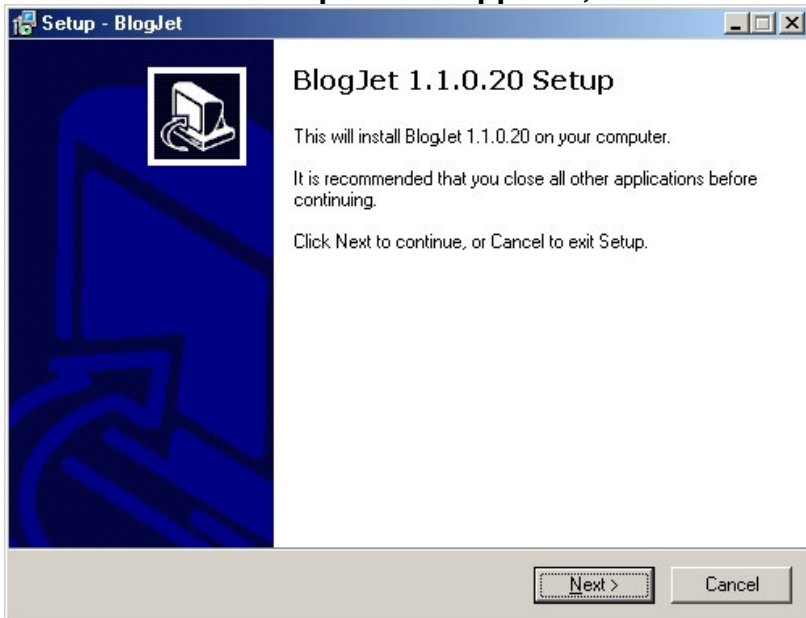 Setup - BlogJet
BlogJet 1.1.0.20 Setup
This will install BlogJet 1.1.0.20 on your computer.
It is recommended that you close all other applications before
continuing.
Click Next to continue, or Cancel to exit Setup.
Next >
Cancel